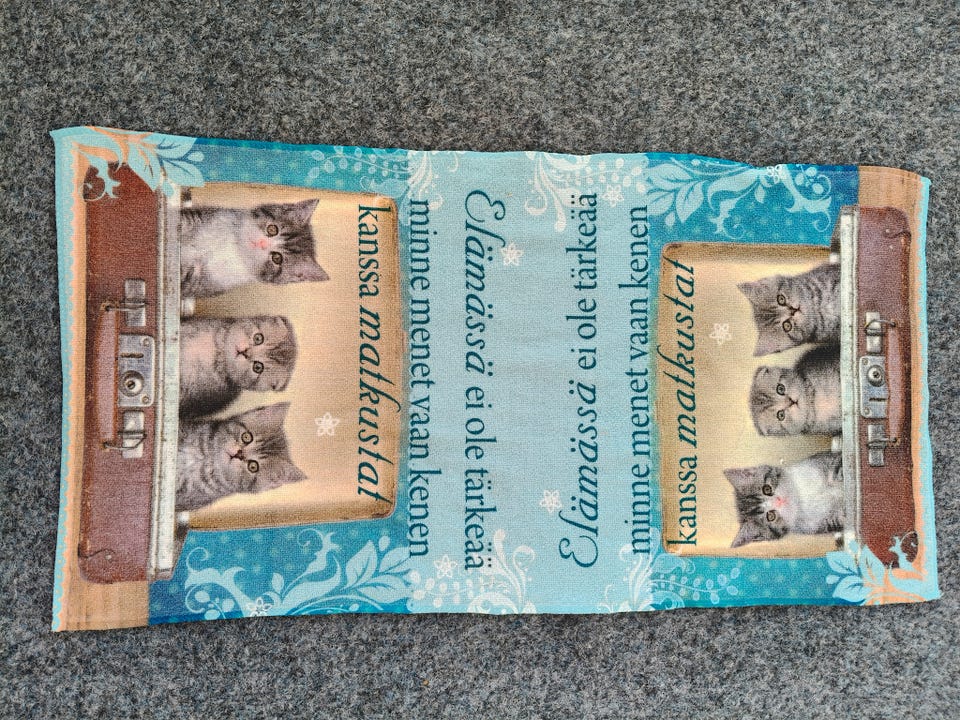 Elämässä ei ole tärkeää
minne menet vaan kenen
kanssa matkustat
Elämässä ei ole tärkeää
minne menet vaan kenen
kanssa matkustat